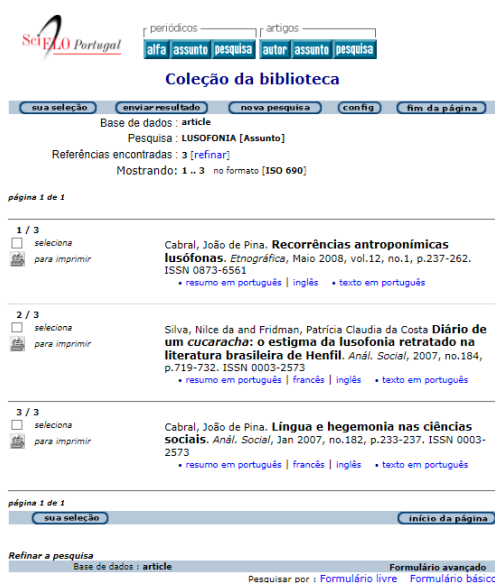 SciELO Portugal
periódicos artigos
alfa assunto pesquisa autor assunto pesquisa
Coleção da biblioteca
sua seleção enviar resultado nova pesquisa config fim da página
Base de dados : article
Pesquisa : LUSOFONIA [Assunto]
Referências encontradas : 3 [refinar]
Mostrando: 1 .. 3 no formato [ISO 690]
página 1 de 1
1 / 3
seleciona
para imprimir
Cabral, João de Pina. Recorrências antroponímicas
lusófonas. Etnográfica, Maio 2008, vol.12, no.1, p.237-262.
ISSN 0873-6561
• resumo em português | inglês • texto em português
2 / 3
seleciona
para imprimir
Silva, Nilce da and Fridman, Patrícia Claudia da Costa Diário de
um cucaracha: o estigma da lusofonia retratado na
literatura brasileira de Henfil. Anál. Social, 2007, no.184,
p.719-732. ISSN 0003-2573
• resumo em português | francês | inglês • texto em português
3 / 3
seleciona
para imprimir
Cabral, João de Pina. Língua e hegemonia nas ciências
sociais. Anál. Social, Jan 2007, no.182, p.233-237. ISSN 0003-
2573
• resumo em português | francês | inglês • texto em português
página 1 de 1
sua seleção início da página
Refinar a pesquisa
Base de dados : article Formulário avançado
Pesquisar por : Formulário livre Formulário básico